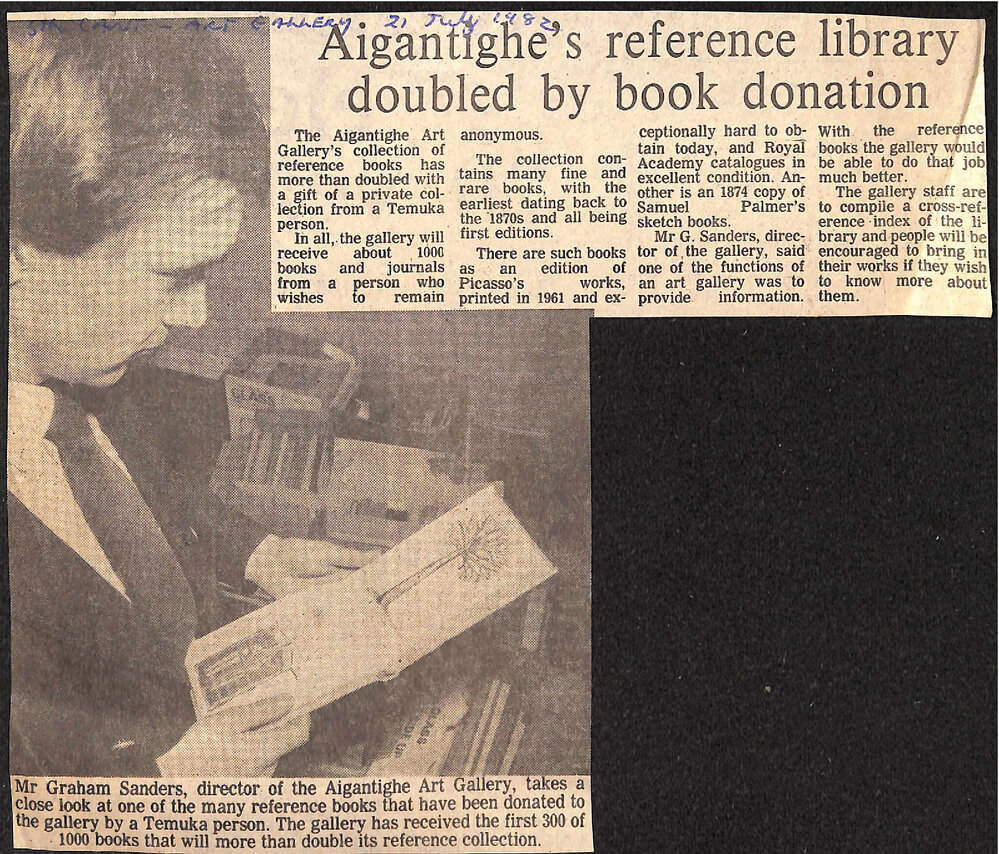 ART GALLERY 21 July 1982
Aigantighe's reference library
doubled by book donation
The Aigantighe Art
Gallery's collection of
reference books has
more than doubled with
a gift of a private col-
lection from a Temuka
person.
In all, the gallery will
receive about 1000
books and journals
from a person who
wishes to remain
anonymous.
The collection con-
tains many fine and
rare books, with the
earliest dating back to
the 1870s and all being
first editions.
There are such books
as an edition of
Picasso's works,
printed in 1961 and ex-
ceptionally hard to ob-
tain today, and Royal
Academy catalogues in
excellent condition. An-
other is an 1874 copy of
Samuel Palmer's
sketch books.
Mr G. Sanders, direc-
tor of the gallery, said
one of the functions of
an art gallery was to
provide information.
With the reference
books the gallery would
be able to do that job
much better.
The gallery staff are
to compile a cross-ref-
erence index of the li-
brary and people will be
encouraged to bring in
their works if they wish
to know more about
them.
GLASS
GLASS
Mr Graham Sanders, director of the Aigantighe Art Gallery, takes a
close look at one of the many reference books that have been donated to
the gallery by a Temuka person. The gallery has received the first 300 of
1000 books that will more than double its reference collection.